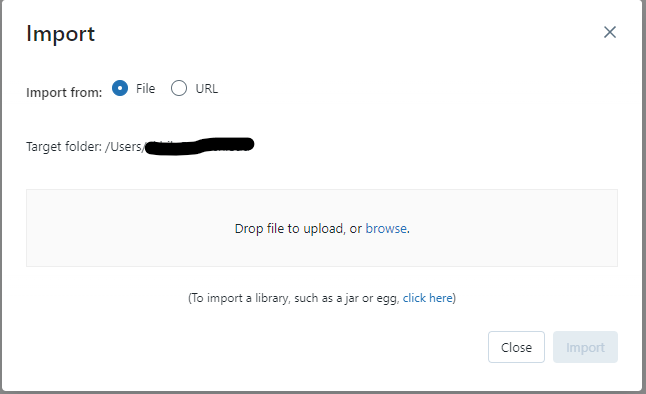 Import
Import from: File URL
Target folder: /Users/
Drop file to upload, or browse.
(To import a library, such as a jar or egg, click here)
Close Import